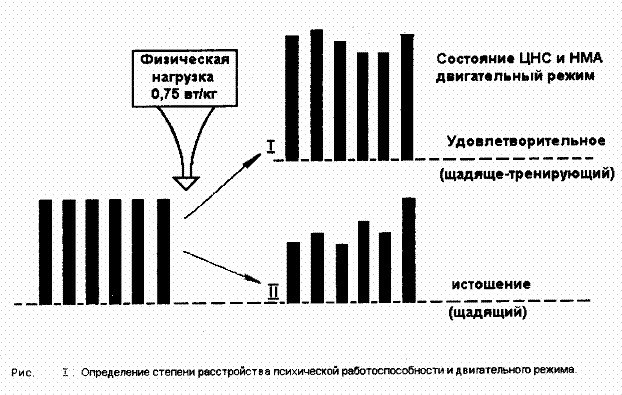 Физическая
нагрузка
0,75 вт/кг
Состояние ЦНС и НМА
двигательный режим
I
Удовлетворительное
(щадяще-тренирующий)
II
истошение
(щадящий)
Рис. I : Определение степени расстройства психической работоспособности и двигательного режима.